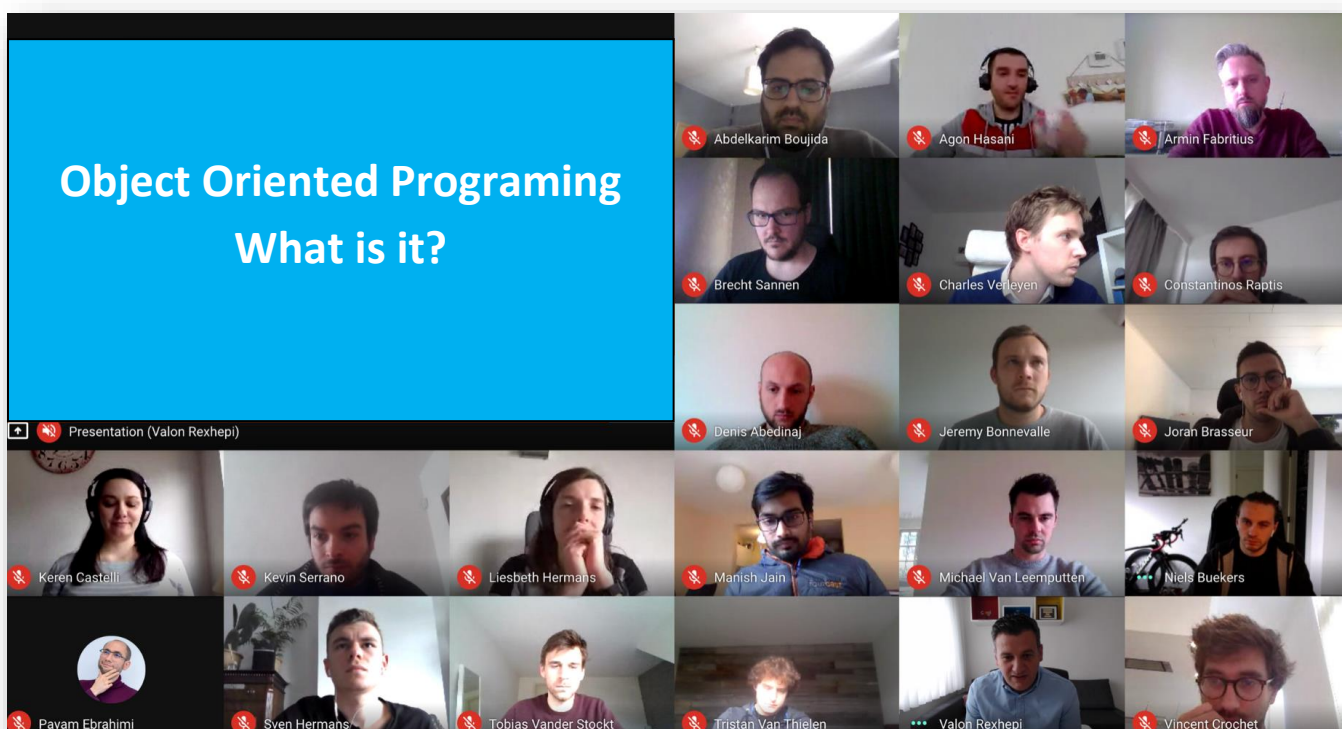 Object Oriented Programing
What is it?
Presentation (Valon Rexhepi)
Abdelkarim Boujida
Agon Hasani
Armin Fabritius
Brecht Sannen
Charles Verleyen
Constantinos Raptis
Denis Abedinaj
Jeremy Bonnevalle
Joran Brasseur
Keren Castelli
Kevin Serrano
Liesbeth Hermans
Manish Jain
Michael Van Leemputten
Niels Buekers
Payam Ebrahimi
Sven Hermans
Tobias Vander Stockt
Tristan Van Thielen
Valon Rexhepi
Vincent Crochet